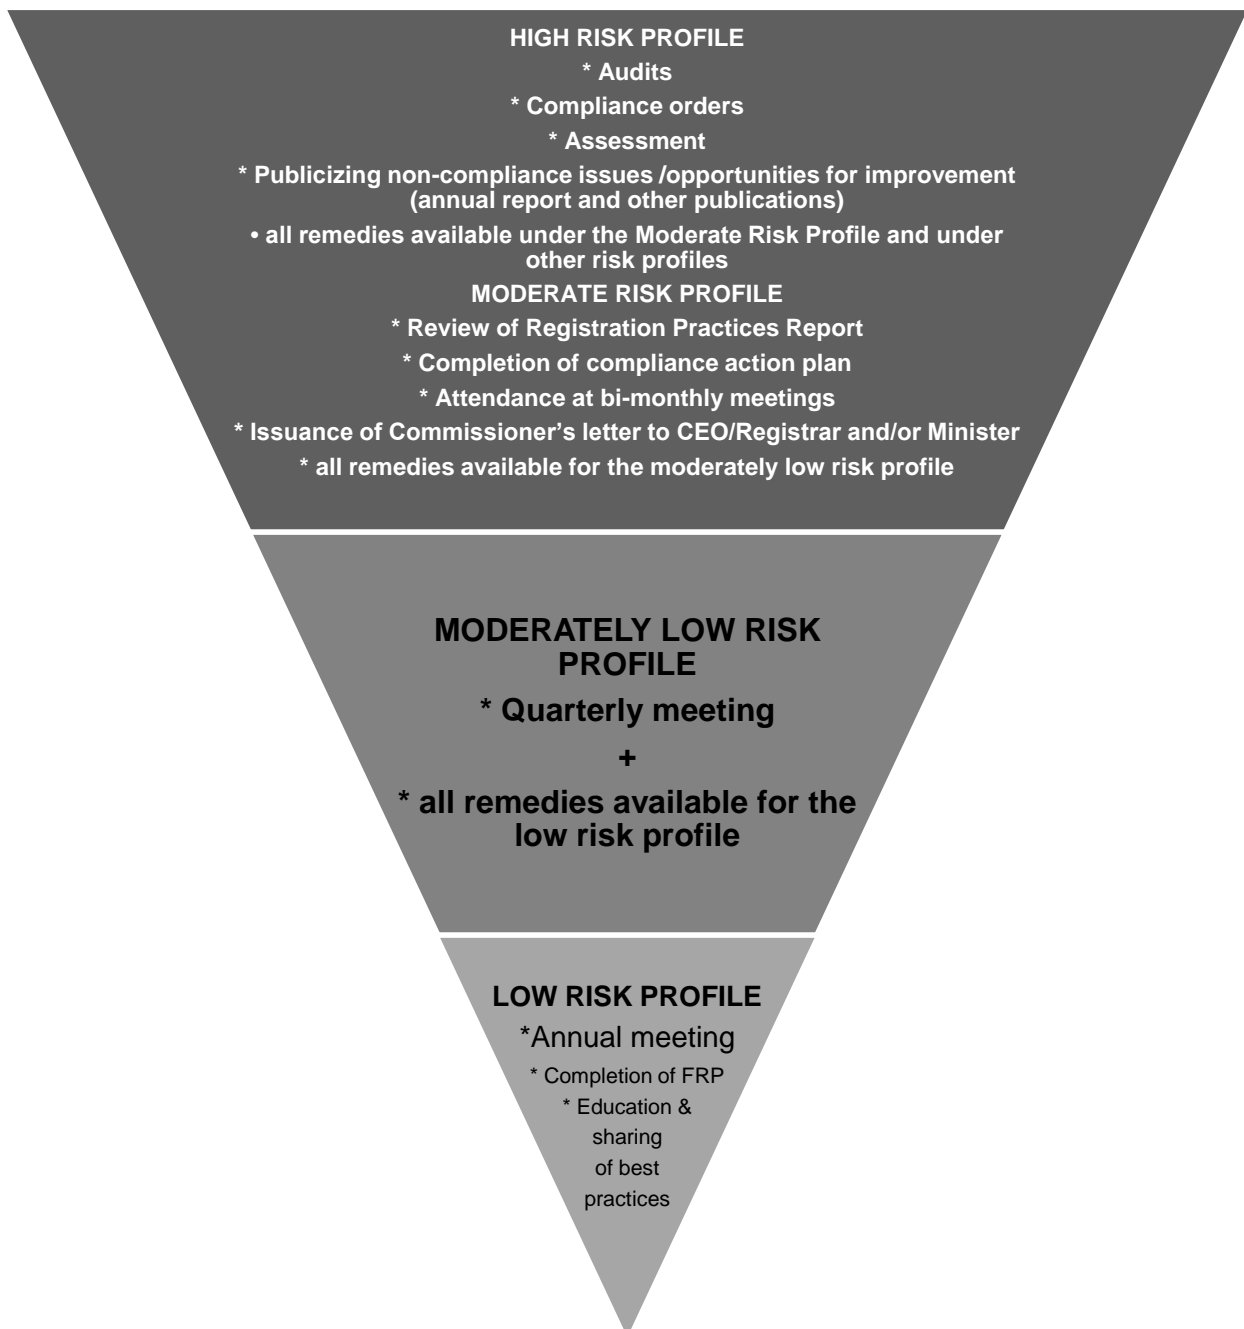 HIGH RISK PROFILE
* Audits
* Compliance orders
* Assessment
* Publicizing non-compliance issues /opportunities for improvement
(annual report and other publications)
• all remedies available under the Moderate Risk Profile and under
other risk profiles
MODERATE RISK PROFILE
* Review of Registration Practices Report
* Completion of compliance action plan
* Attendance at bi-monthly meetings
* Issuance of Commissioner’s letter to CEO/Registrar and/or Minister
* all remedies available for the moderately low risk profile
MODERATELY LOW RISK
PROFILE
* Quarterly meeting
+
* all remedies available for the
low risk profile
LOW RISK PROFILE
*Annual meeting
* Completion of FRP
* Education &
sharing
of best
practices